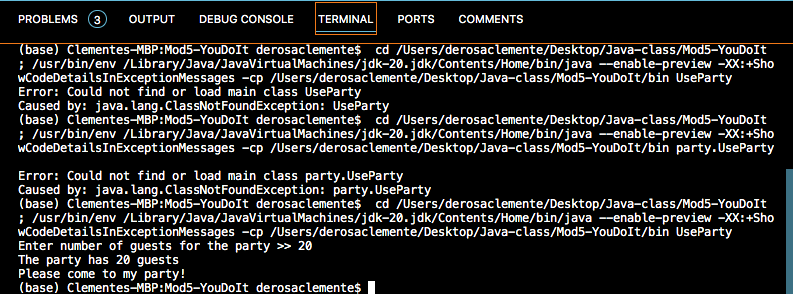 PROBLEMS 3 OUTPUT DEBUG CONSOLE TERMINAL PORTS COMMENTS
(base) Clementes-MBP:Mod5-YouDoIt derosaclemente$  cd /Users/derosaclemente/Desktop/Java-class/Mod5-YouDoIt
; /usr/bin/env /Library/Java/JavaVirtualMachines/jdk-20.jdk/Contents/Home/bin/java --enable-preview -XX:+Sho
wCodeDetailsInExceptionMessages -cp /Users/derosaclemente/Desktop/Java-class/Mod5-YouDoIt/bin UseParty
Error: Could not find or load main class UseParty
Caused by: java.lang.ClassNotFoundException: UseParty
(base) Clementes-MBP:Mod5-YouDoIt derosaclemente$  cd /Users/derosaclemente/Desktop/Java-class/Mod5-YouDoIt
; /usr/bin/env /Library/Java/JavaVirtualMachines/jdk-20.jdk/Contents/Home/bin/java --enable-preview -XX:+Sho
wCodeDetailsInExceptionMessages -cp /Users/derosaclemente/Desktop/Java-class/Mod5-YouDoIt/bin party.UseParty
Error: Could not find or load main class party.UseParty
Caused by: java.lang.ClassNotFoundException: party.UseParty
(base) Clementes-MBP:Mod5-YouDoIt derosaclemente$  cd /Users/derosaclemente/Desktop/Java-class/Mod5-YouDoIt
; /usr/bin/env /Library/Java/JavaVirtualMachines/jdk-20.jdk/Contents/Home/bin/java --enable-preview -XX:+Sho
wCodeDetailsInExceptionMessages -cp /Users/derosaclemente/Desktop/Java-class/Mod5-YouDoIt/bin UseParty
Enter number of guests for the party >> 20
The party has 20 guests
Please come to my party!
(base) Clementes-MBP:Mod5-YouDoIt derosaclemente$